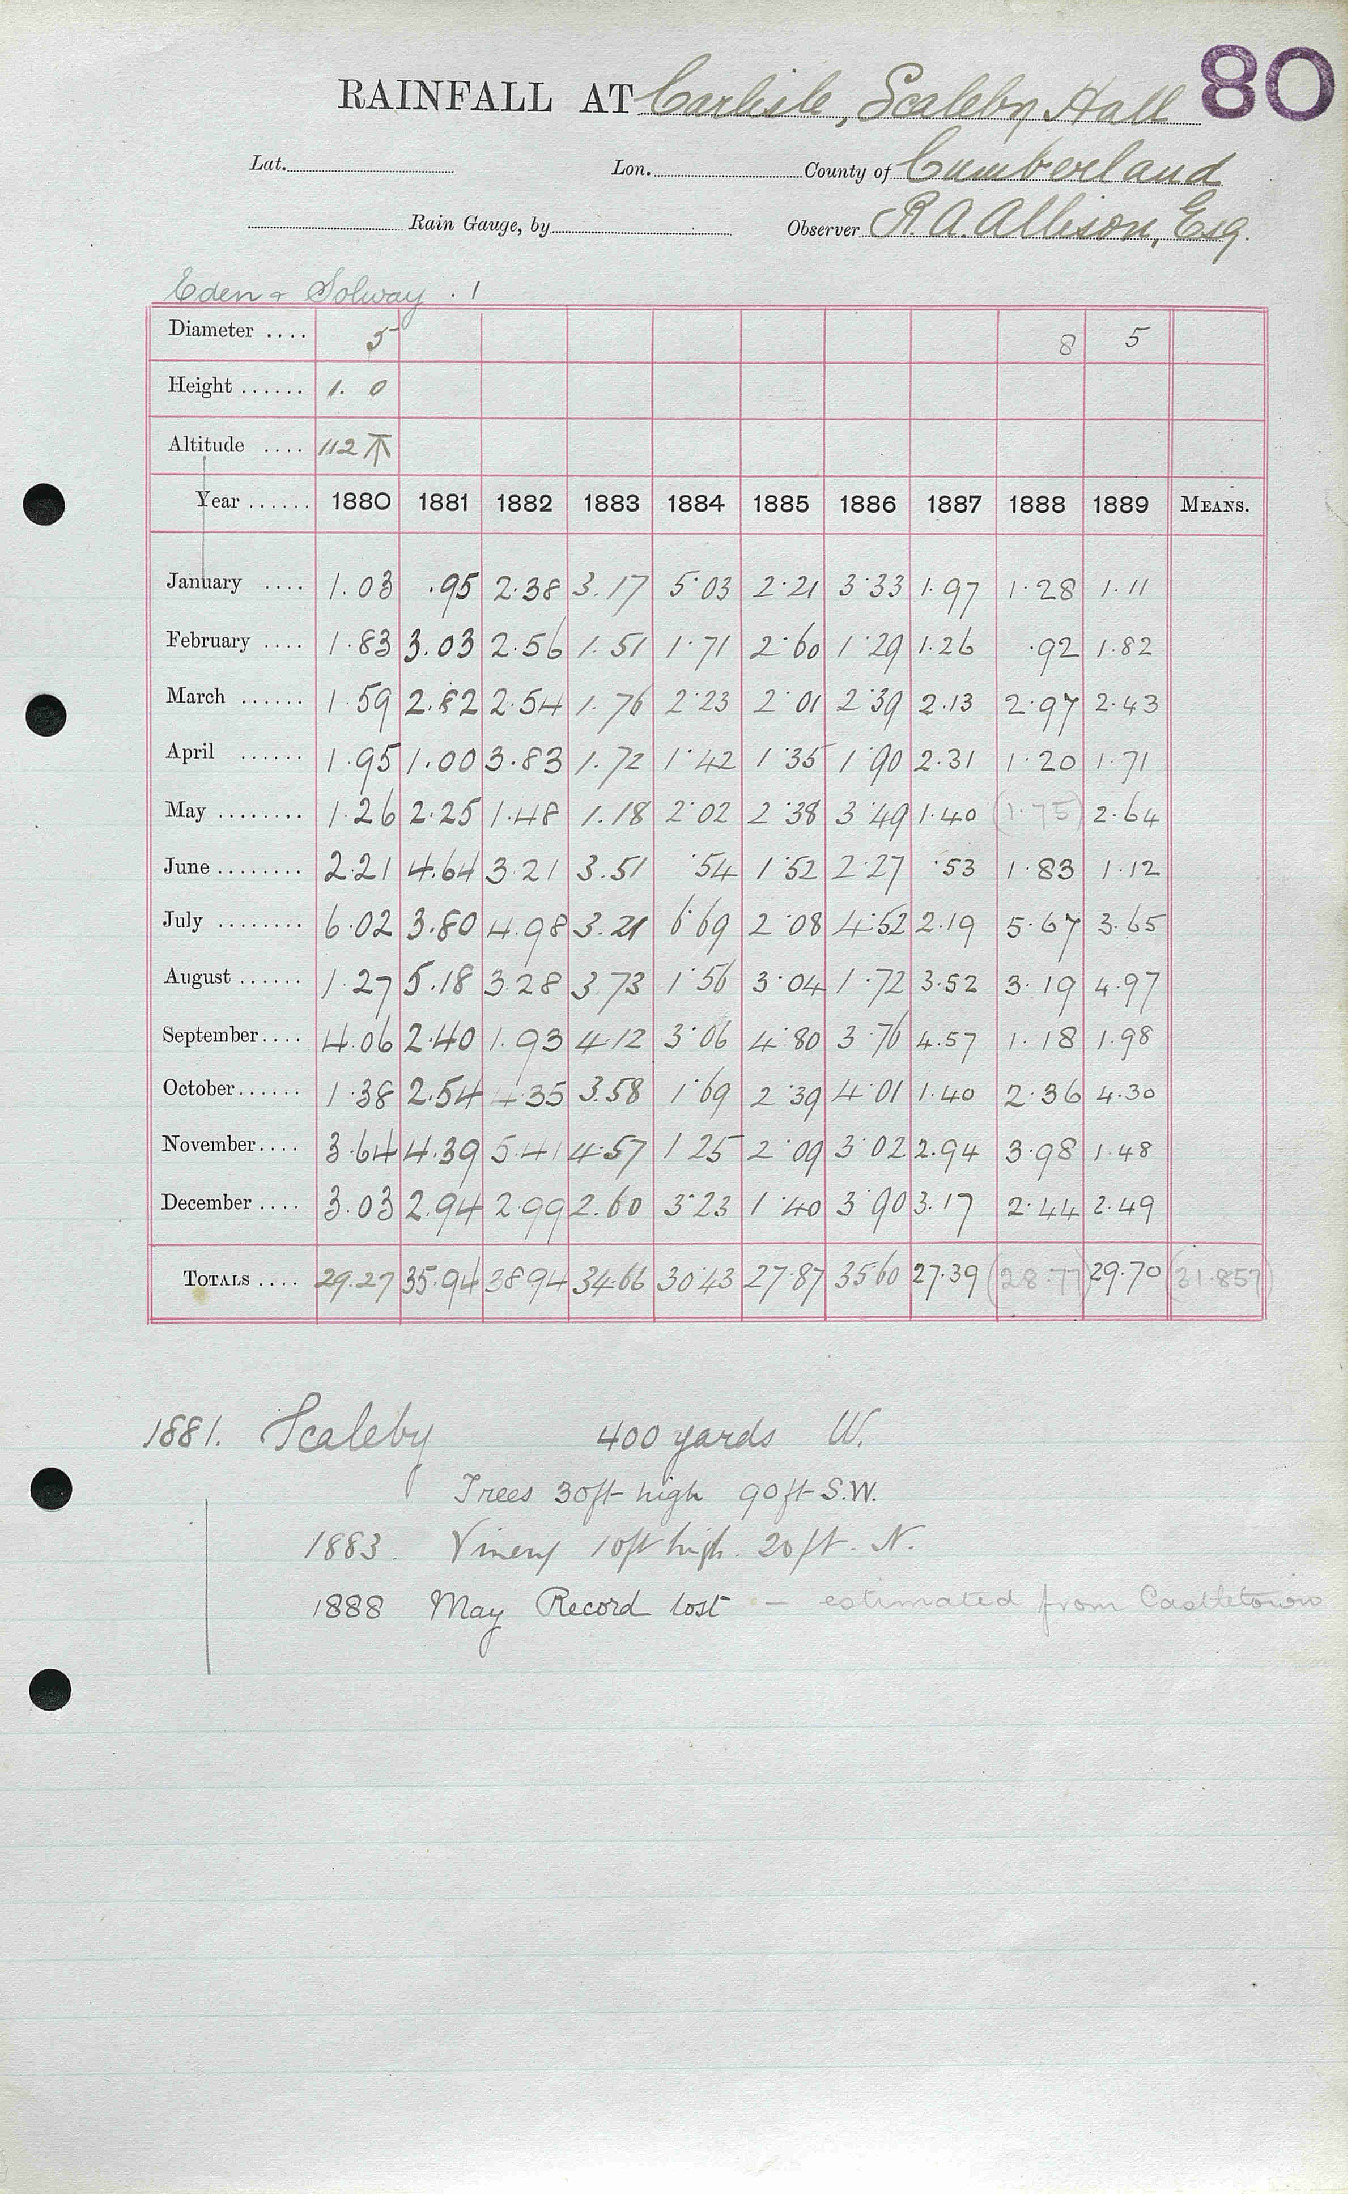 80
RAINFALL AT Carlisle, Scaleby Hall
Lat. Lon. County of Cumberland
Rain Gauge, by Observer R.A. Allison, Esq.
Eden & Solway . 1
Diameter .... 5 8 5
Height ...... 1. 0
Altitude .... 112
Year ...... 1880 1881 1882 1883 1884 1885 1886 1887 1888 1889 MEANS.
January .... 1.03 .95 2.38 3.17 5.03 2.21 3.33 1.97 1.28 1.11
February .... 1.83 3.03 2.56 1.51 1.71 2.60 1.29 1.26 .92 1.82
March ...... 1.59 2.82 2.54 1.76 2.23 2.01 2.39 2.13 2.97 2.43
April ...... 1.95 1.00 3.83 1.72 1.42 1.35 1.90 2.31 1.20 1.71
May ........ 1.26 2.25 1.48 1.18 2.02 2.38 3.49 1.40 (1.75) 2.64
June ........ 2.21 4.64 3.21 3.51 .54 1.52 2.27 .53 1.83 1.12
July ........ 6.02 3.80 4.98 3.21 6.69 2.08 4.52 2.19 5.67 3.65
August ...... 1.27 5.18 3.28 3.73 1.56 3.04 1.72 3.52 3.19 4.97
September .... 4.06 2.40 1.93 4.12 3.06 4.80 3.76 4.57 1.18 1.98
October ...... 1.38 2.54 4.35 3.58 1.69 2.39 4.01 1.40 2.36 4.30
November .... 3.64 4.39 5.41 4.57 1.25 2.09 3.02 2.94 3.98 1.48
December .... 3.03 2.94 2.99 2.60 3.23 1.40 3.90 3.17 2.44 2.49
TOTALS .... 29.27 35.94 38.94 34.66 30.43 27.87 35.60 27.39 (28.77) 29.70 (31.857)
1881. Scaleby 400 yards W.
Trees 30ft high 90ft S.W.
1883. Vinery 10ft high. 20ft. N.
1888 May Record lost - estimated from Castletown